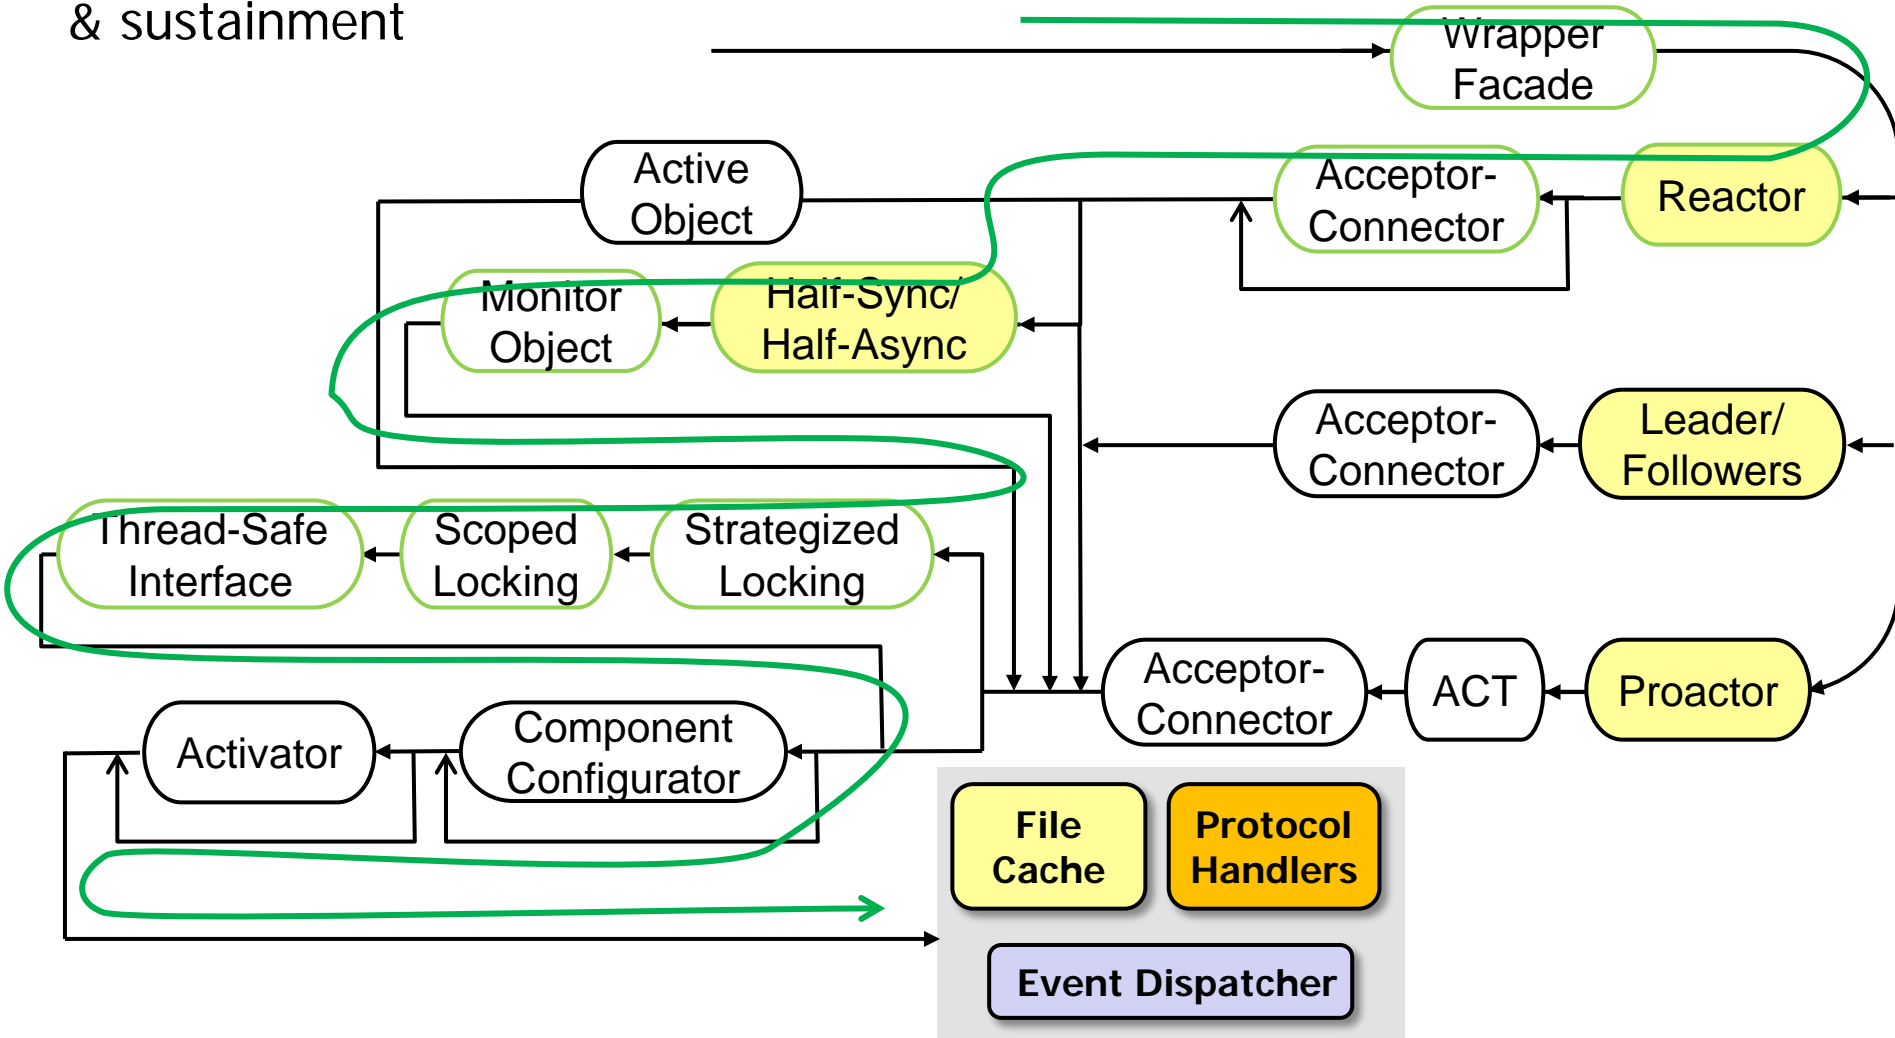 & sustainment
Wrapper
Facade
Active
Object
Acceptor-
Connector
Reactor
Monitor
Object
Half-Sync/
Half-Async
Acceptor-
Connector
Leader/
Followers
Thread-Safe
Interface
Scoped
Locking
Strategized
Locking
Acceptor-
Connector
ACT
Proactor
Activator
Component
Configurator
File
Cache
Protocol
Handlers
Event Dispatcher